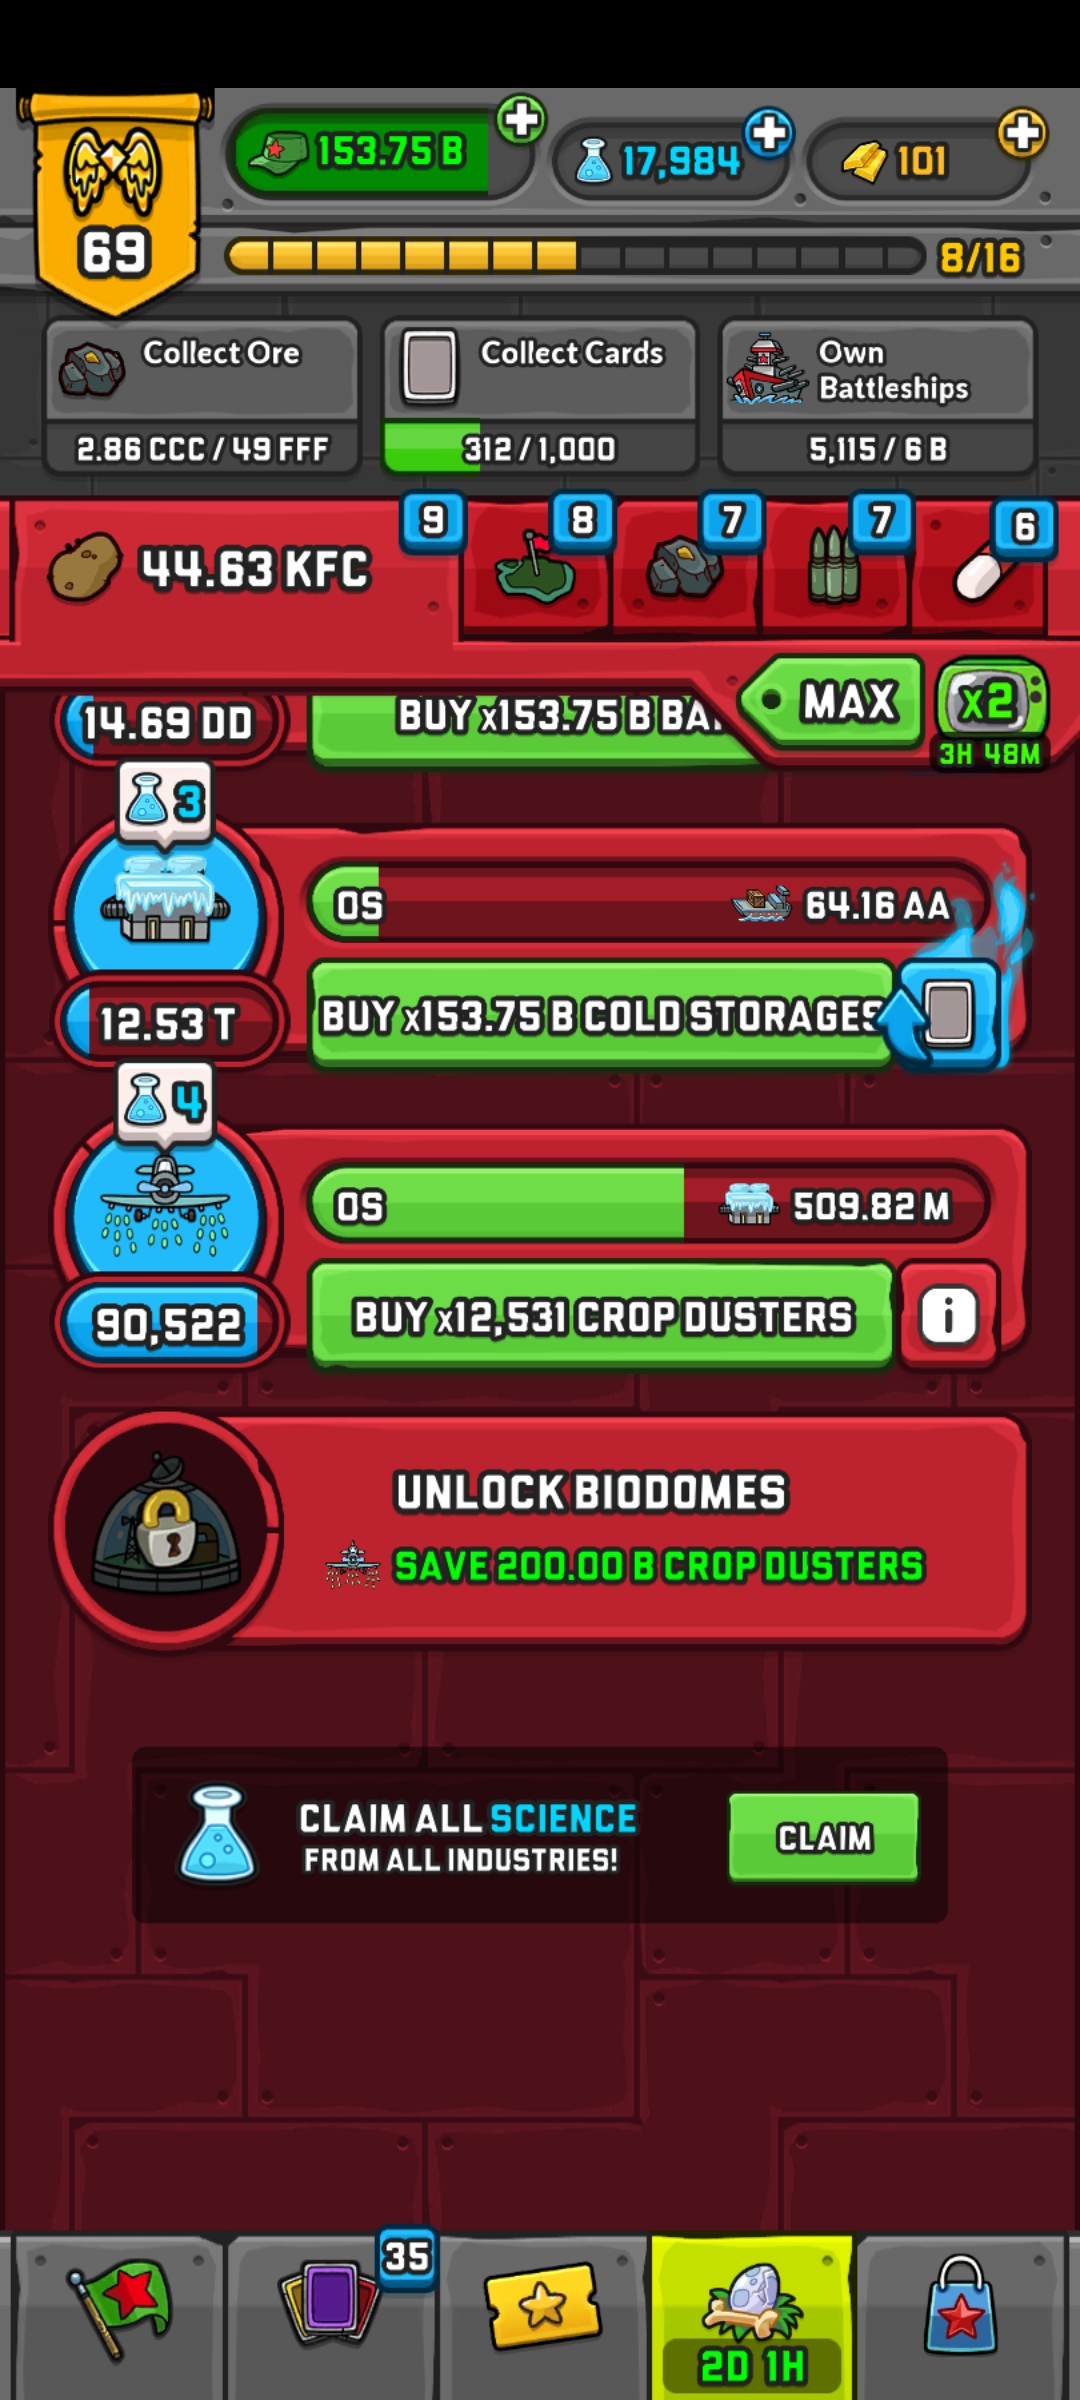 153.75 B
17,984
101
69
8/16
Collect Ore
2.86 CCC / 49 FFF
Collect Cards
312 / 1,000
Own
Battleships
5,115 / 6 B
44.63 KFC
9
8
7
7
6
MAX
x2
3H 48M
14.69 DD
BUY x153.75 B BA
3
0S
64.16 AA
12.53 T
BUY x153.75 B COLD STORAGES
4
0S
509.82 M
90,522
BUY x12,531 CROP DUSTERS
i
UNLOCK BIODOMES
SAVE 200.00 B CROP DUSTERS
CLAIM ALL SCIENCE
FROM ALL INDUSTRIES!
CLAIM
35
2D 1H